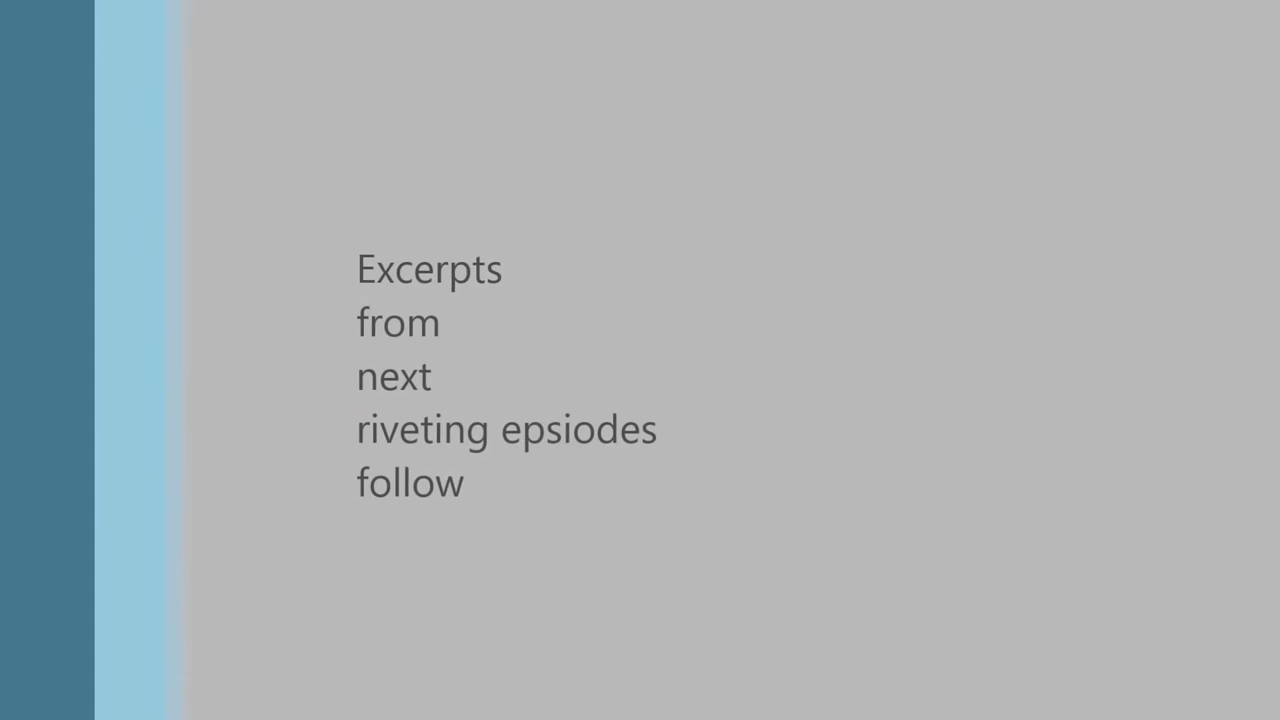 Excerpts
from
next
riveting epsiodes
follow